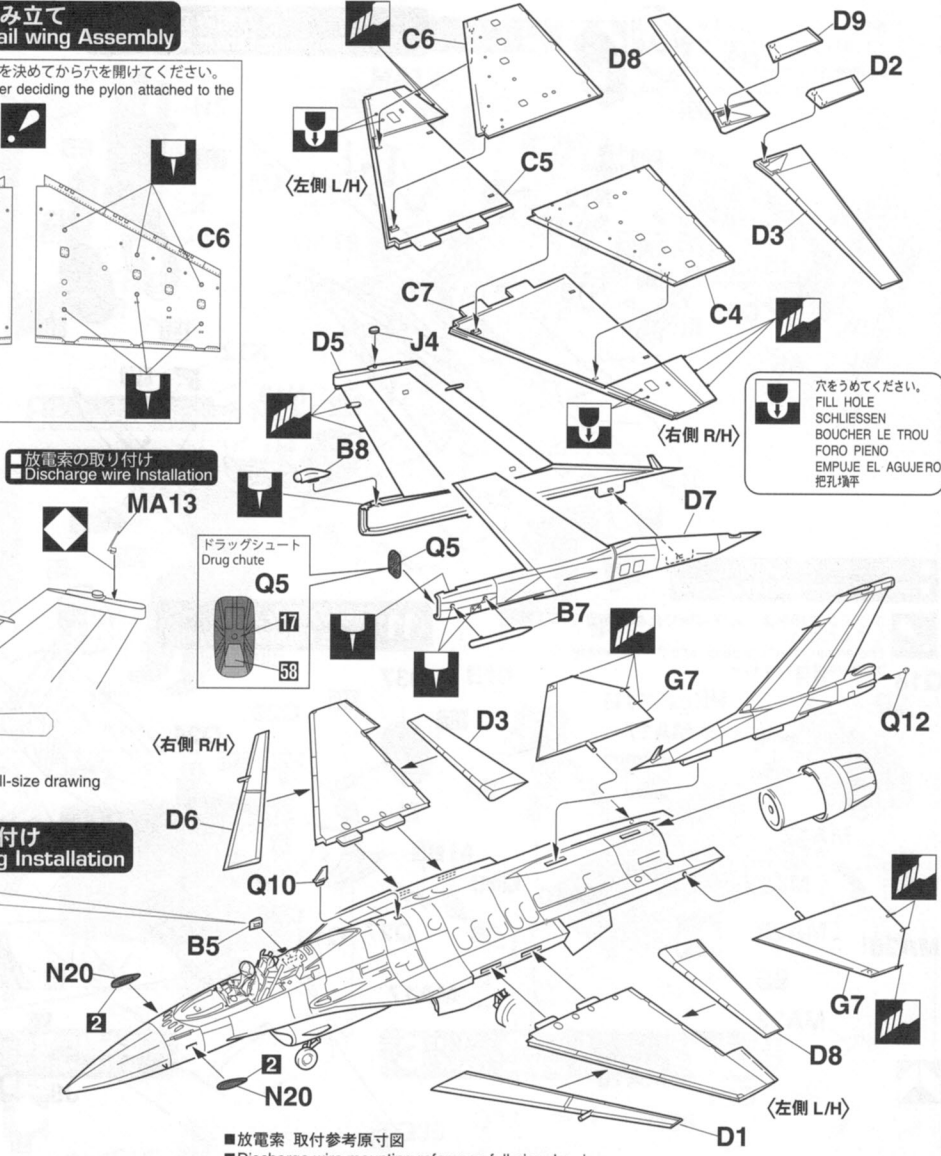 み立て
ail wing Assembly
を決めてから穴を開けてください。
er deciding the pylon attached to the
C6
C6
〈左側 L/H〉
C5
D8
D9
D2
D3
C7
C4
D5
J4
〈右側 R/H〉
穴をうめてください。
FILL HOLE
SCHLIESSEN
BOUCHER LE TROU
FORO PIENO
EMPUJE EL AGUJERO
把孔塡平
■放電索の取り付け
■Discharge wire Installation
MA13
B8
D7
ドラッグシュート
Drug chute
Q5
17
58
Q5
B7
G7
Q12
〈右側 R/H〉
D3
D6
ll-size drawing
付け
g Installation
Q10
B5
N20
2
2
N20
G7
D8
〈左側 L/H〉
D1
■放電索 取付参考原寸図